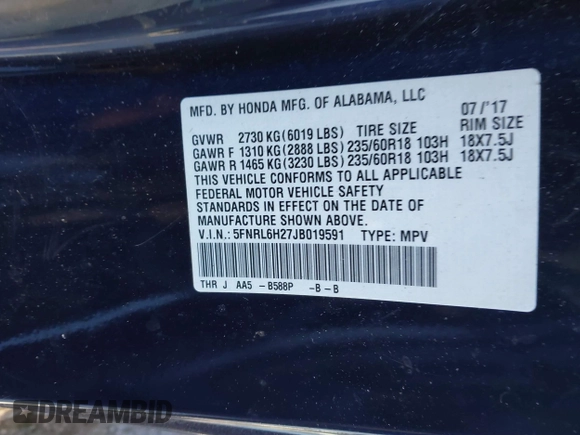 MFD. BY HONDA MFG. OF ALABAMA, LLC 07/'17
GVWR 2730 KG (6019 LBS) TIRE SIZE RIM SIZE
GAWR F 1310 KG (2888 LBS) 235/60R18 103H 18X7.5J
GAWR R 1465 KG (3230 LBS) 235/60R18 103H 18X7.5J
THIS VEHICLE CONFORMS TO ALL APPLICABLE
FEDERAL MOTOR VEHICLE SAFETY
STANDARDS IN EFFECT ON THE DATE OF
MANUFACTURE SHOWN ABOVE.
V.I.N.: 5FNRL6H27JB019591 TYPE: MPV
THR J AA5 -B588P -B-B
DREAMBID